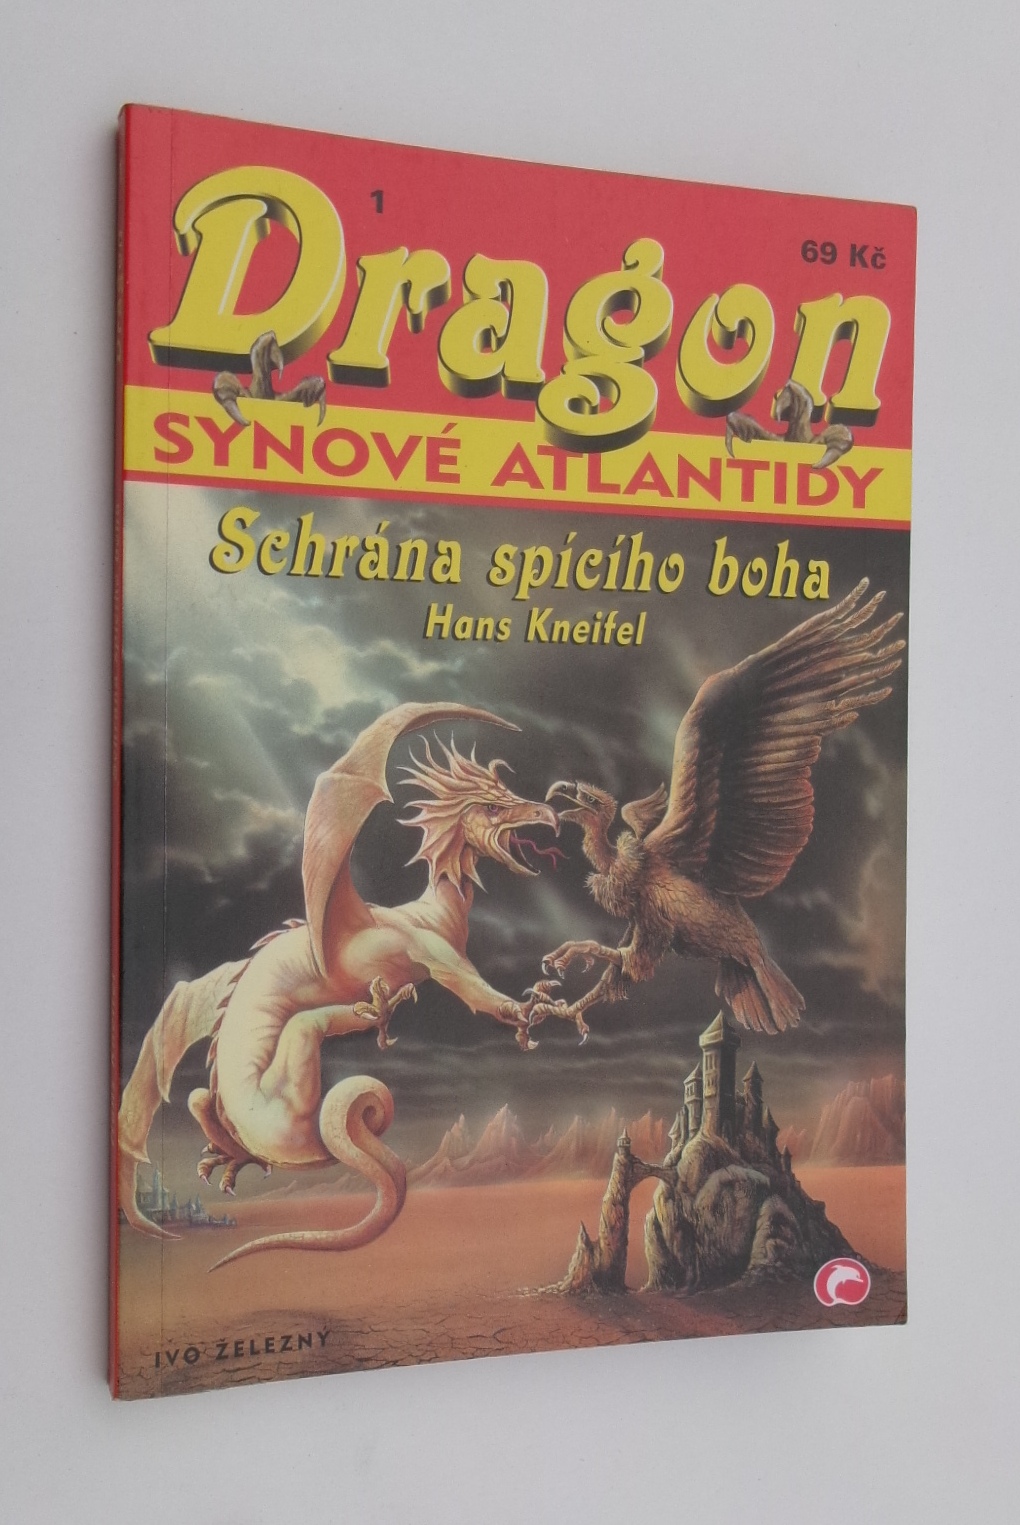 1
69 Kč
Dragon
SYNOVÉ ATLANTIDY
Schrána spícího boha
Hans Kneifel
IVO ŽELEZNÝ